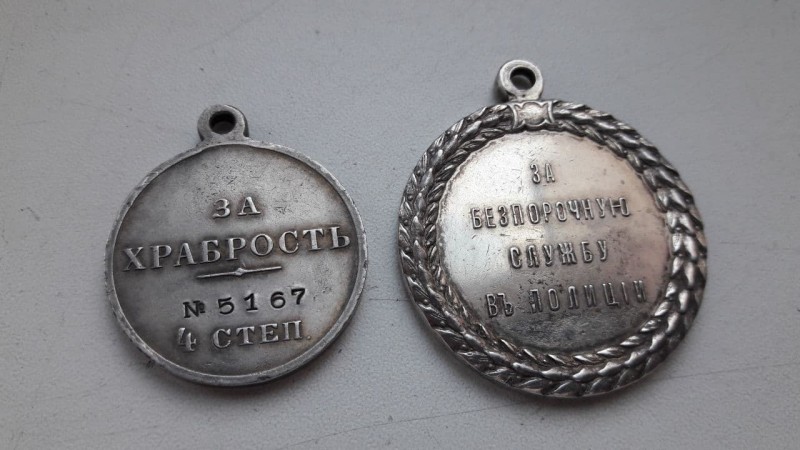 ЗА
ХРАБРОСТЬ
№ 5167
4 СТЕП.
ЗА
БЕЗПОРОЧНУЮ
СЛУЖБУ
ВЪ ПОЛИЦІИ